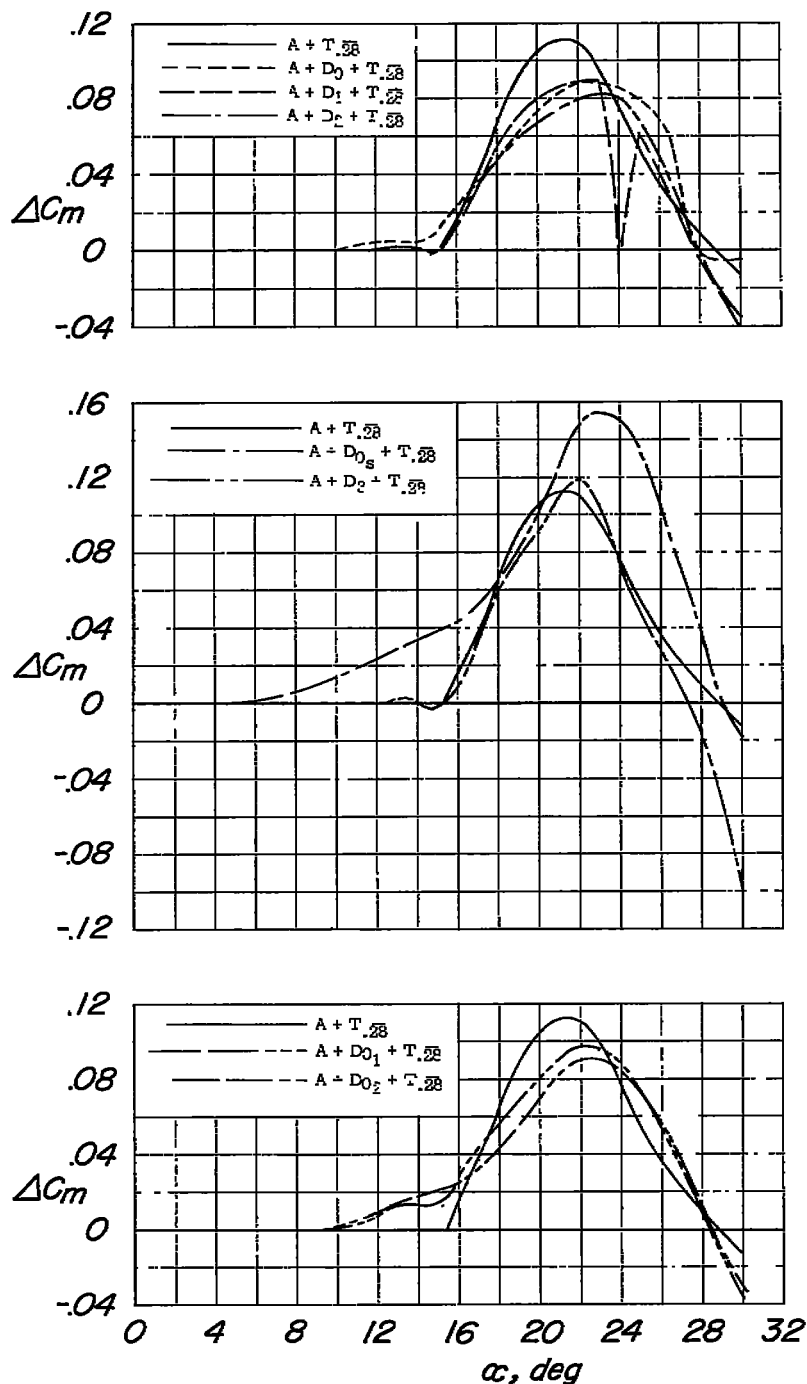 .12
.08
.04
ΔCm
0
-.04
A + T.28
A + D0 + T.28
A + D1 + T.28
A + D2 + T.28
.16
.12
.08
.04
ΔCm
0
-.04
-.08
-.12
A + T.28
A + D0s + T.28
A + D3 + T.28
.12
.08
.04
ΔCm
0
-.04
A + T.28
A + D01 + T.28
A + D02 + T.28
0 4 8 12 16 20 24 28 32
α, deg